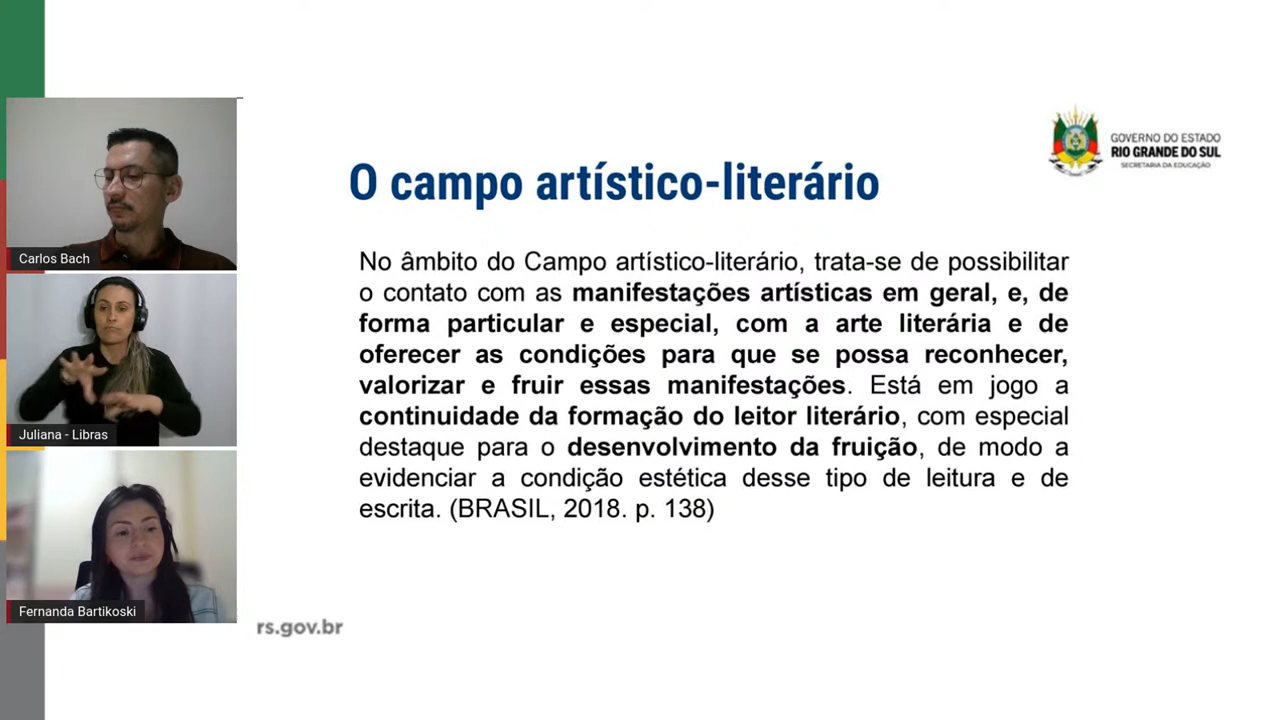 GOVERNO DO ESTADO
RIO GRANDE DO SUL
SECRETARIA DA EDUCAÇÃO
O campo artístico-literário
No âmbito do Campo artístico-literário, trata-se de possibilitar
o contato com as manifestações artísticas em geral, e, de
forma particular e especial, com a arte literária e de
oferecer as condições para que se possa reconhecer,
valorizar e fruir essas manifestações. Está em jogo a
continuidade da formação do leitor literário, com especial
destaque para o desenvolvimento da fruição, de modo a
evidenciar a condição estética desse tipo de leitura e de
escrita. (BRASIL, 2018. p. 138)
Carlos Bach
Juliana - Libras
Fernanda Bartikoski
rs.gov.br